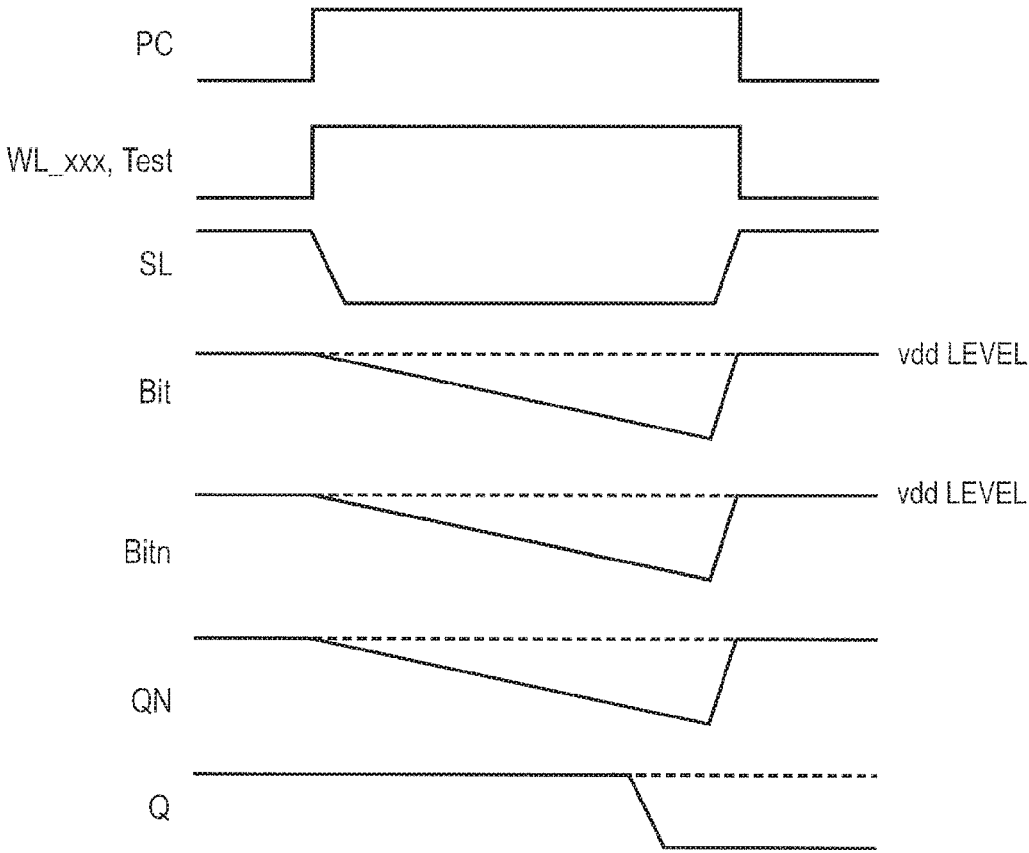 PC
WL_xxx, Test
SL
Bit
vdd LEVEL
Bitn
vdd LEVEL
QN
Q